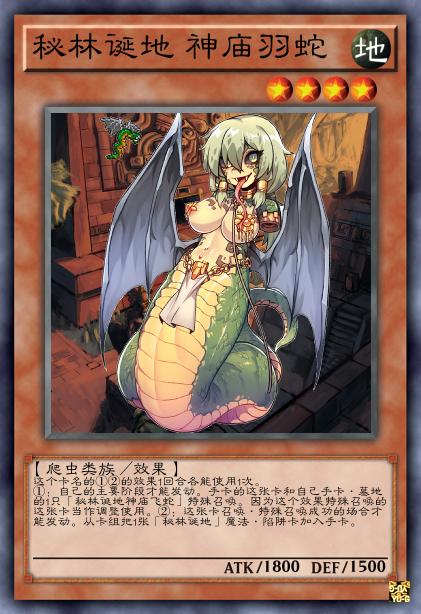 秘林诞地 神庙羽蛇
地
【爬虫类族／效果】
这个卡名的①②的效果1回合各能使用1次。
①：自己的主要阶段才能发动。手卡的这张卡和自己手卡・墓地
的1只「秘林诞地神庙飞蛇」特殊召唤。因为这个效果特殊召唤的
这张卡当作调整使用。②：这张卡召唤・特殊召唤成功的场合才
能发动。从卡组把1张「秘林诞地」魔法・陷阱卡加入手卡。
ATK/1800 DEF/1500